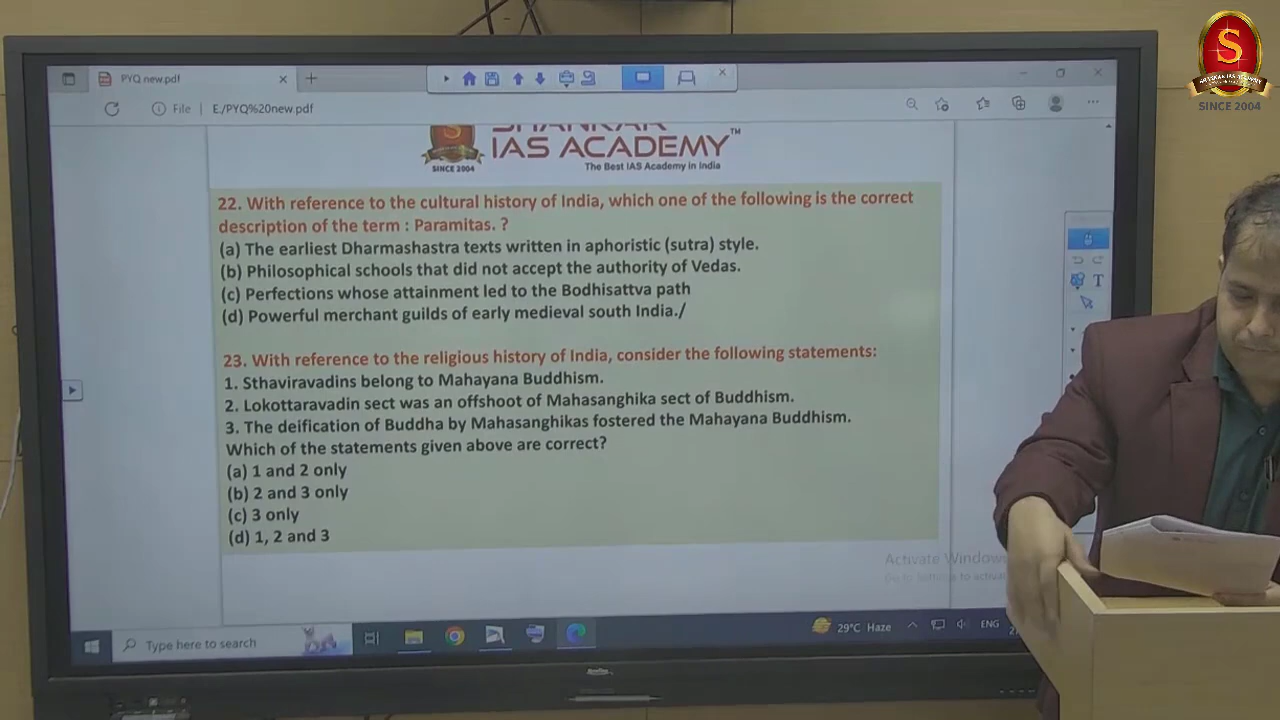 PYQ new.pdf
File
E:/PYQ%20new.pdf
SINCE 2004
SHANKAR
IAS ACADEMY™
SINCE 2004
The Best IAS Academy in India
22. With reference to the cultural history of India, which one of the following is the correct
description of the term : Paramitas. ?
(a) The earliest Dharmashastra texts written in aphoristic (sutra) style.
(b) Philosophical schools that did not accept the authority of Vedas.
(c) Perfections whose attainment led to the Bodhisattva path
(d) Powerful merchant guilds of early medieval south India./
23. With reference to the religious history of India, consider the following statements:
1. Sthaviravadins belong to Mahayana Buddhism.
2. Lokottaravadin sect was an offshoot of Mahasanghika sect of Buddhism.
3. The deification of Buddha by Mahasanghikas fostered the Mahayana Buddhism.
Which of the statements given above are correct?
(a) 1 and 2 only
(b) 2 and 3 only
(c) 3 only
(d) 1, 2 and 3
Activate Windows
Type here to search
29°C Haze
ENG